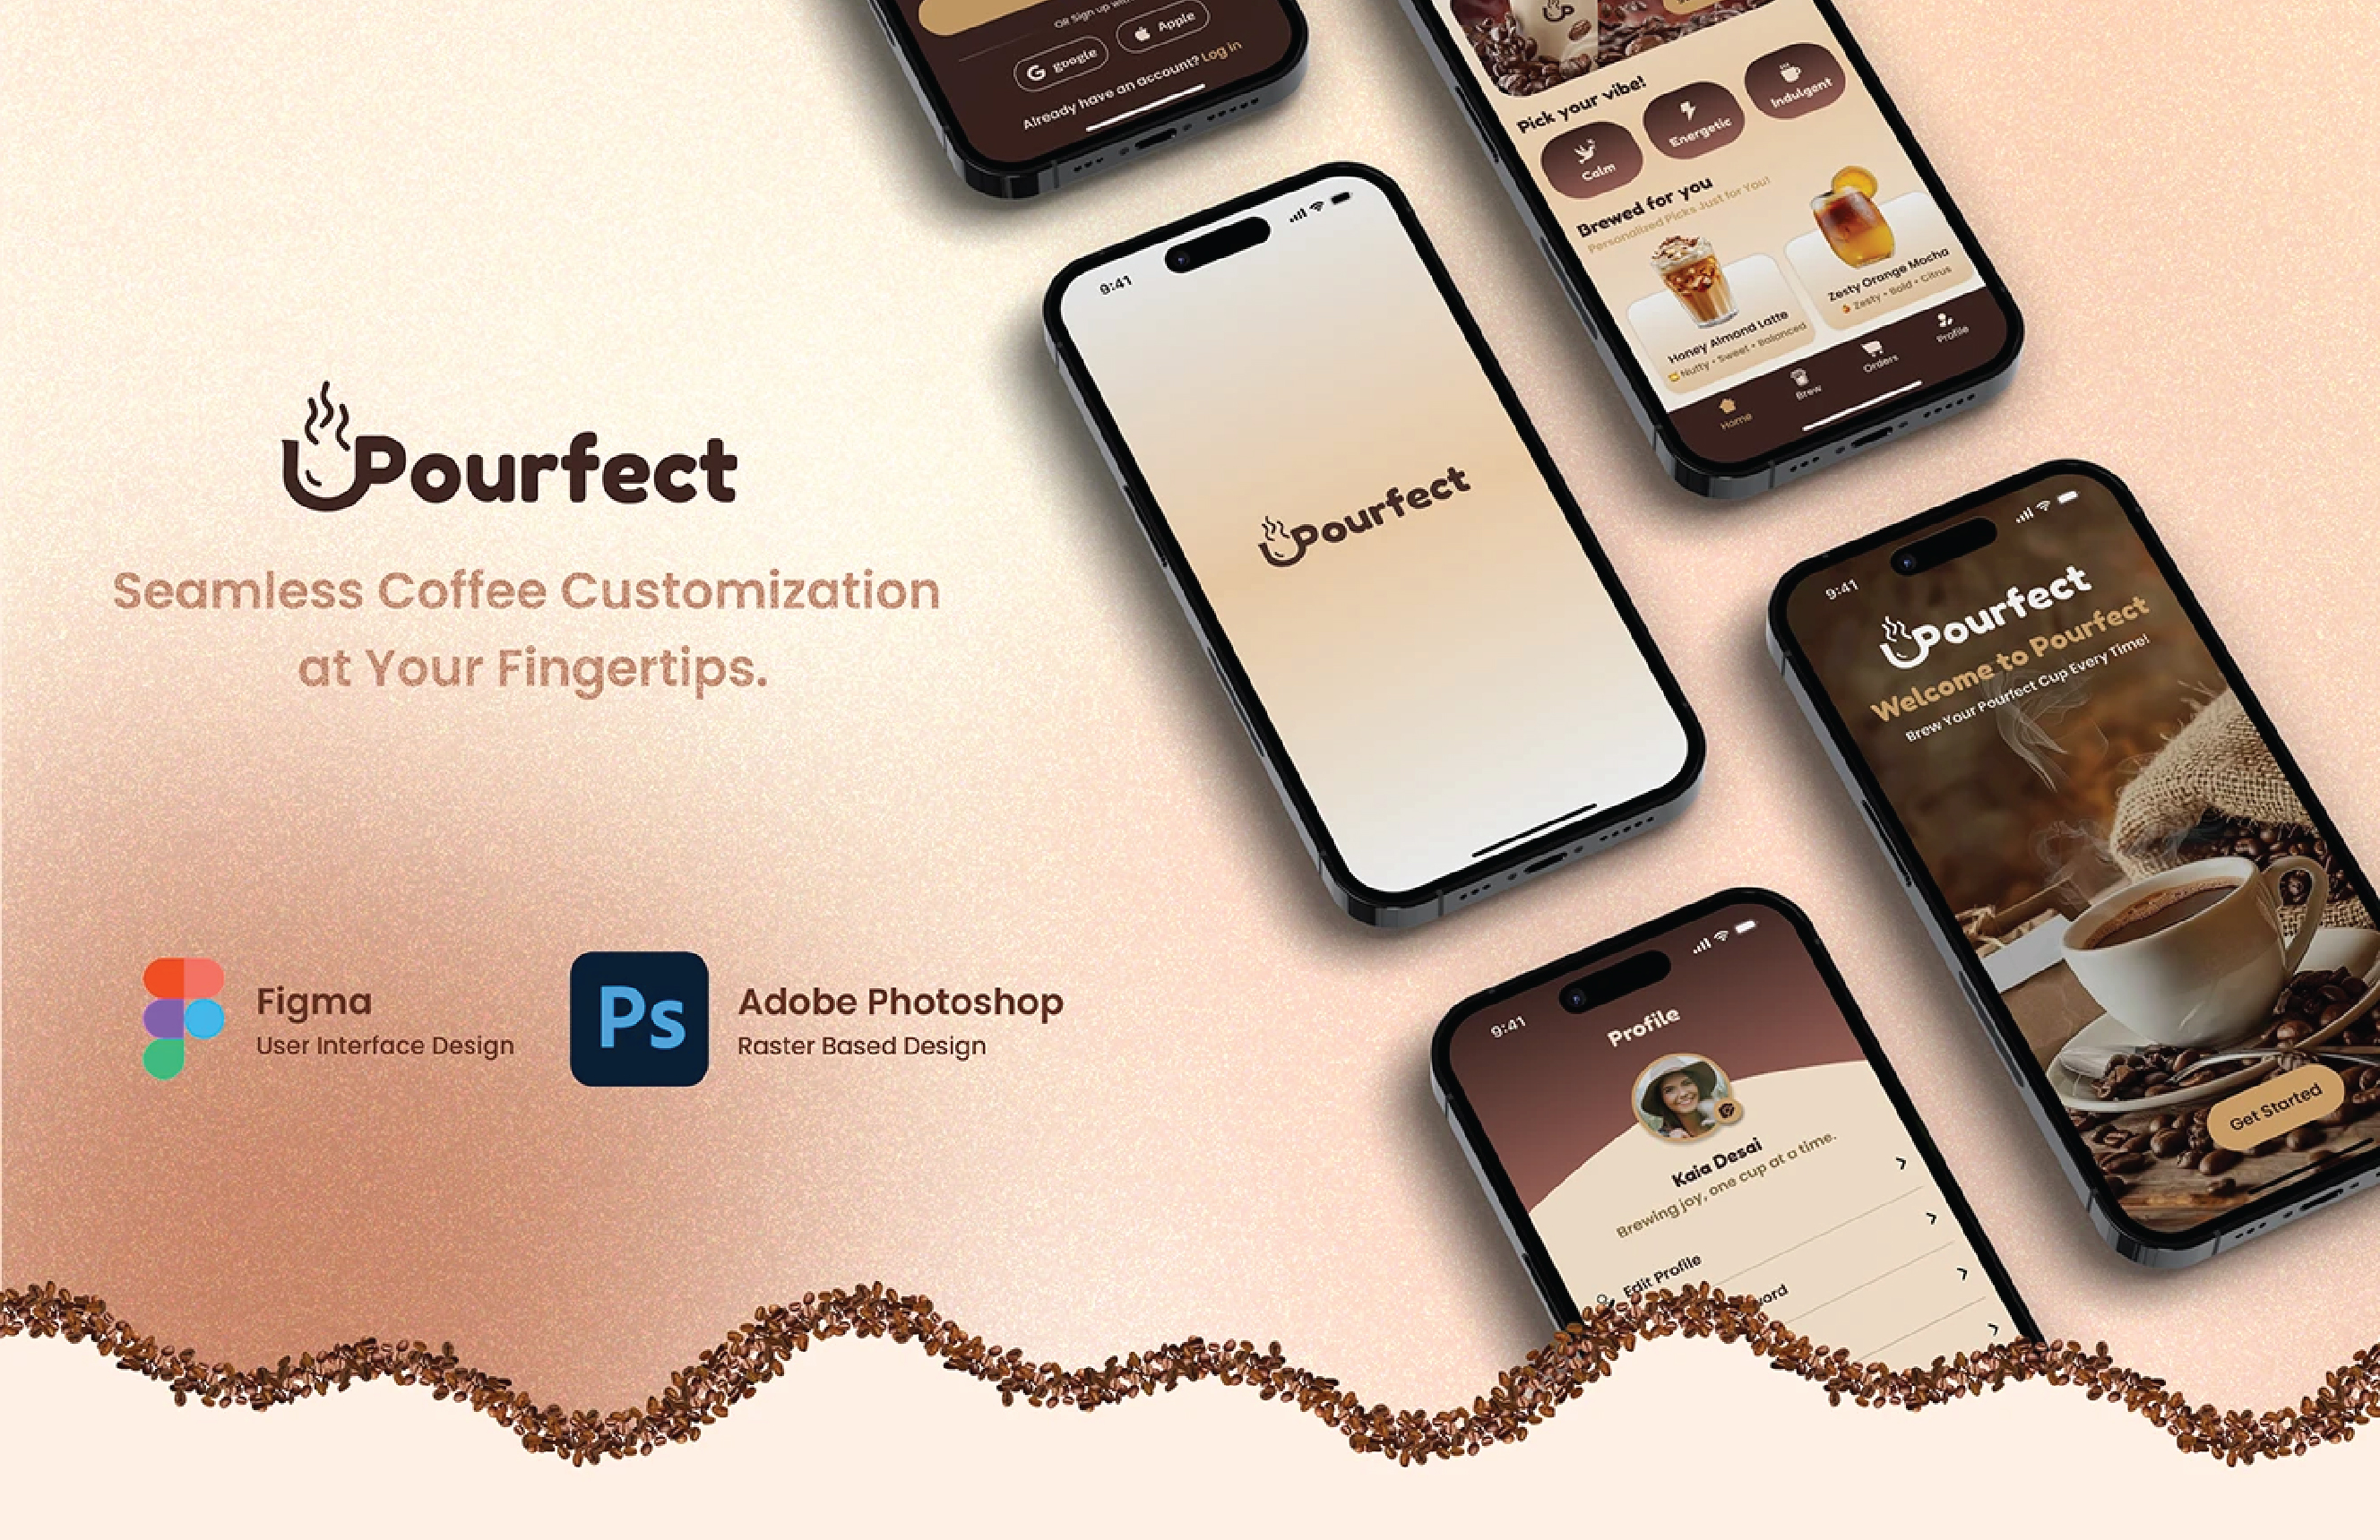 Pourfect
Seamless Coffee Customization
at Your Fingertips.
Figma
User Interface Design
Ps
Adobe Photoshop
Raster Based Design
OR Sign up
google
Apple
Already have an account? Log in
9:41
Pourfect
Pick your vibe!
Calm
Energetic
Indulgent
Brewed for you
Personalized Picks Just for You!
Honey Almond Latte
Nutty • Sweet • Balanced
Zesty Orange Mocha
Zesty • Bold • Citrus
Home
Brew
Orders
Profile
9:41
Pourfect
Welcome to Pourfect
Brew Your Pourfect Cup Every Time!
Get Started
9:41
Profile
Kaia Desai
Brewing joy, one cup at a time.
Edit Profile